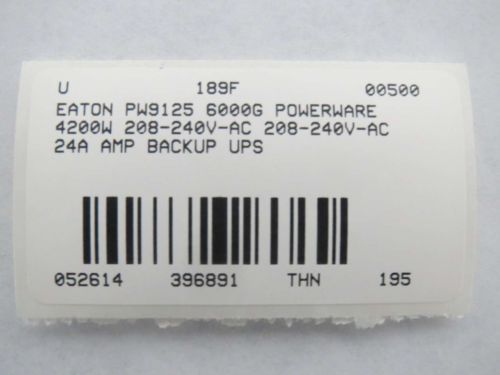 U 189F 00500
EATON PW9125 6000G POWERWARE
4200W 208-240V-AC 208-240V-AC
24A AMP BACKUP UPS
052614 396891 THN 195